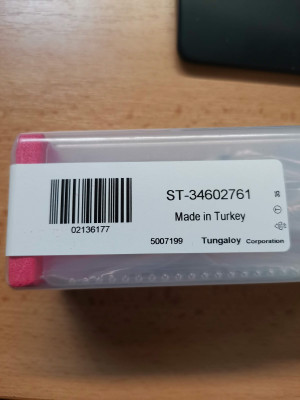 ST-34602761
Made in Turkey
02136177
5007199 Tungaloy Corporation